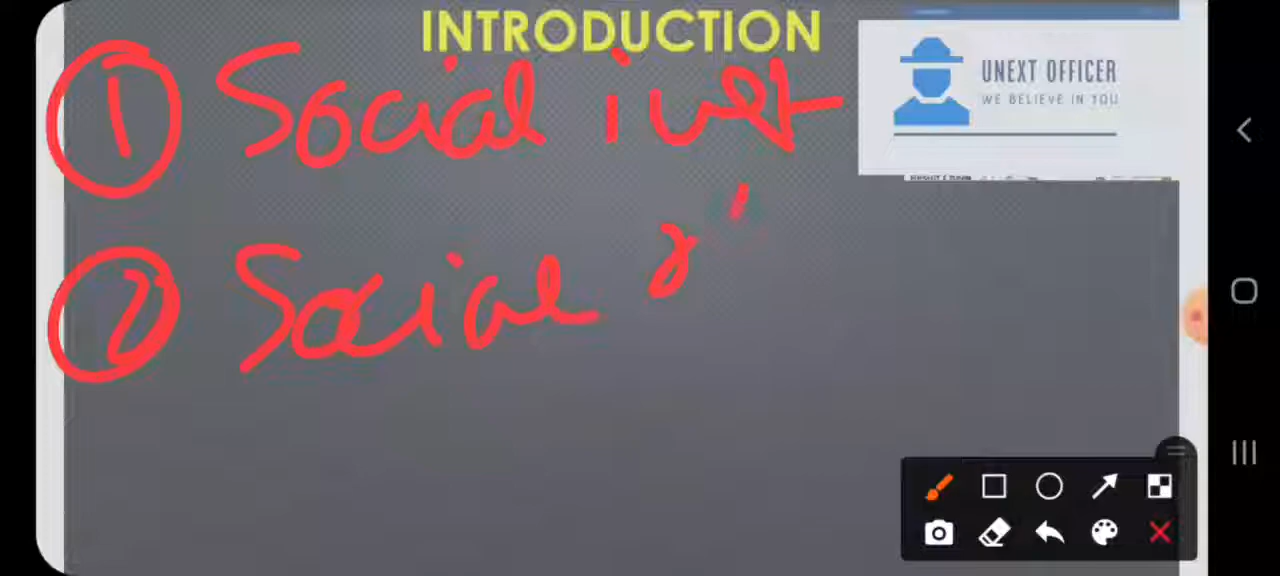 INTRODUCTION
UNEXT OFFICER
WE BELIEVE IN YOU
① Social
② Social